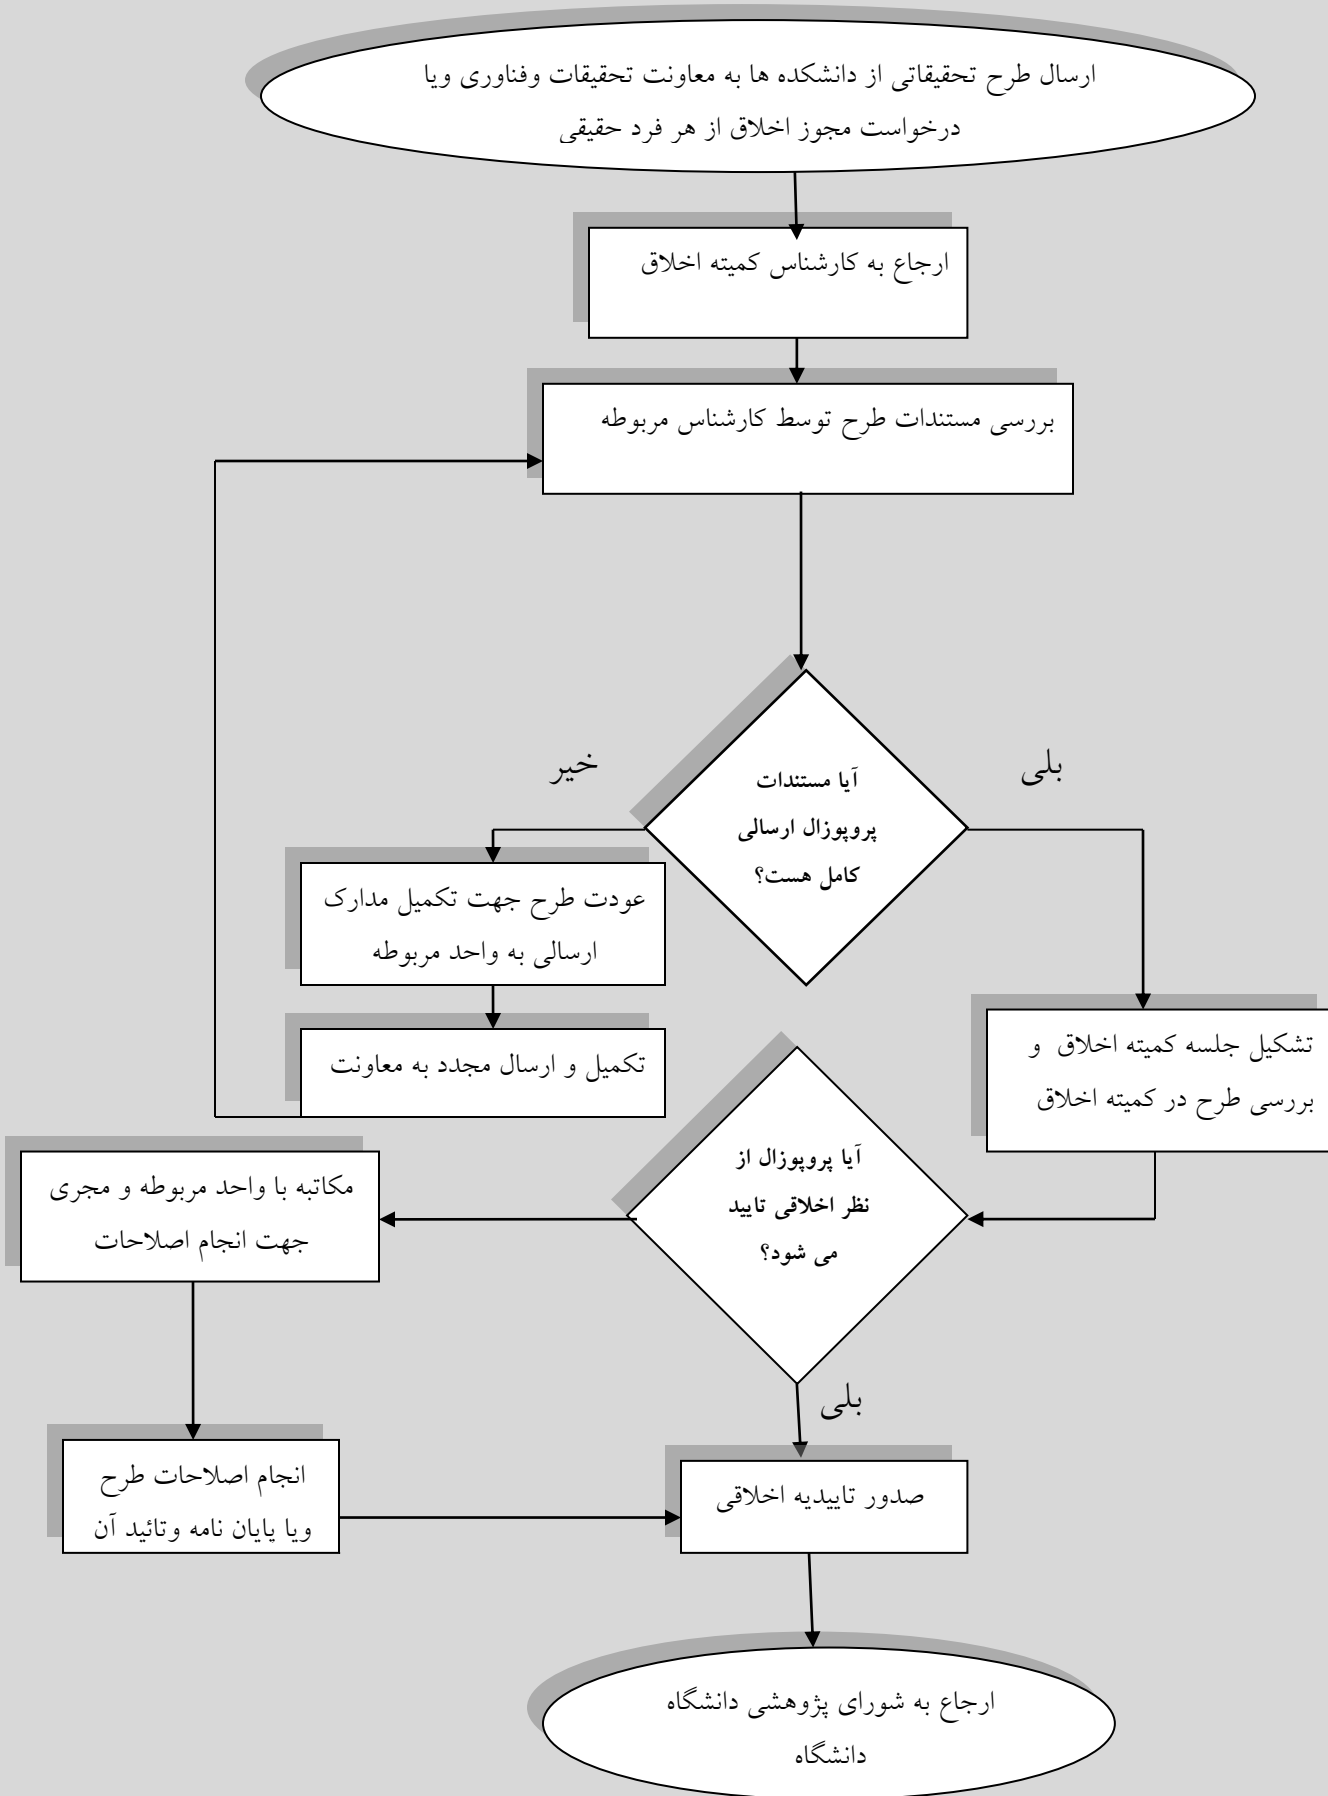 ارسال طرح تحقیقاتی از دانشکده ها به معاونت تحقیقات وفناوری ویا
درخواست مجوز اخلاق از هر فرد حقیقی
ارجاع به کارشناس کمیته اخلاق
بررسی مستندات طرح توسط کارشناس مربوطه
بلی
خیر
آیا مستندات
پروپوزال ارسالی
کامل هست؟
عودت طرح جهت تکمیل مدارک
ارسالی به واحد مربوطه
تکمیل و ارسال مجدد به معاونت
تشکیل جلسه کمیته اخلاق و
بررسی طرح در کمیته اخلاق
آیا پروپوزال از
نظر اخلاقی تایید
می شود؟
مکاتبه با واحد مربوطه و مجری
جهت انجام اصلاحات
بلی
انجام اصلاحات طرح
ویا پایان نامه وتائید آن
صدور تاییدیه اخلاقی
ارجاع به شورای پژوهشی دانشگاه
دانشگاه